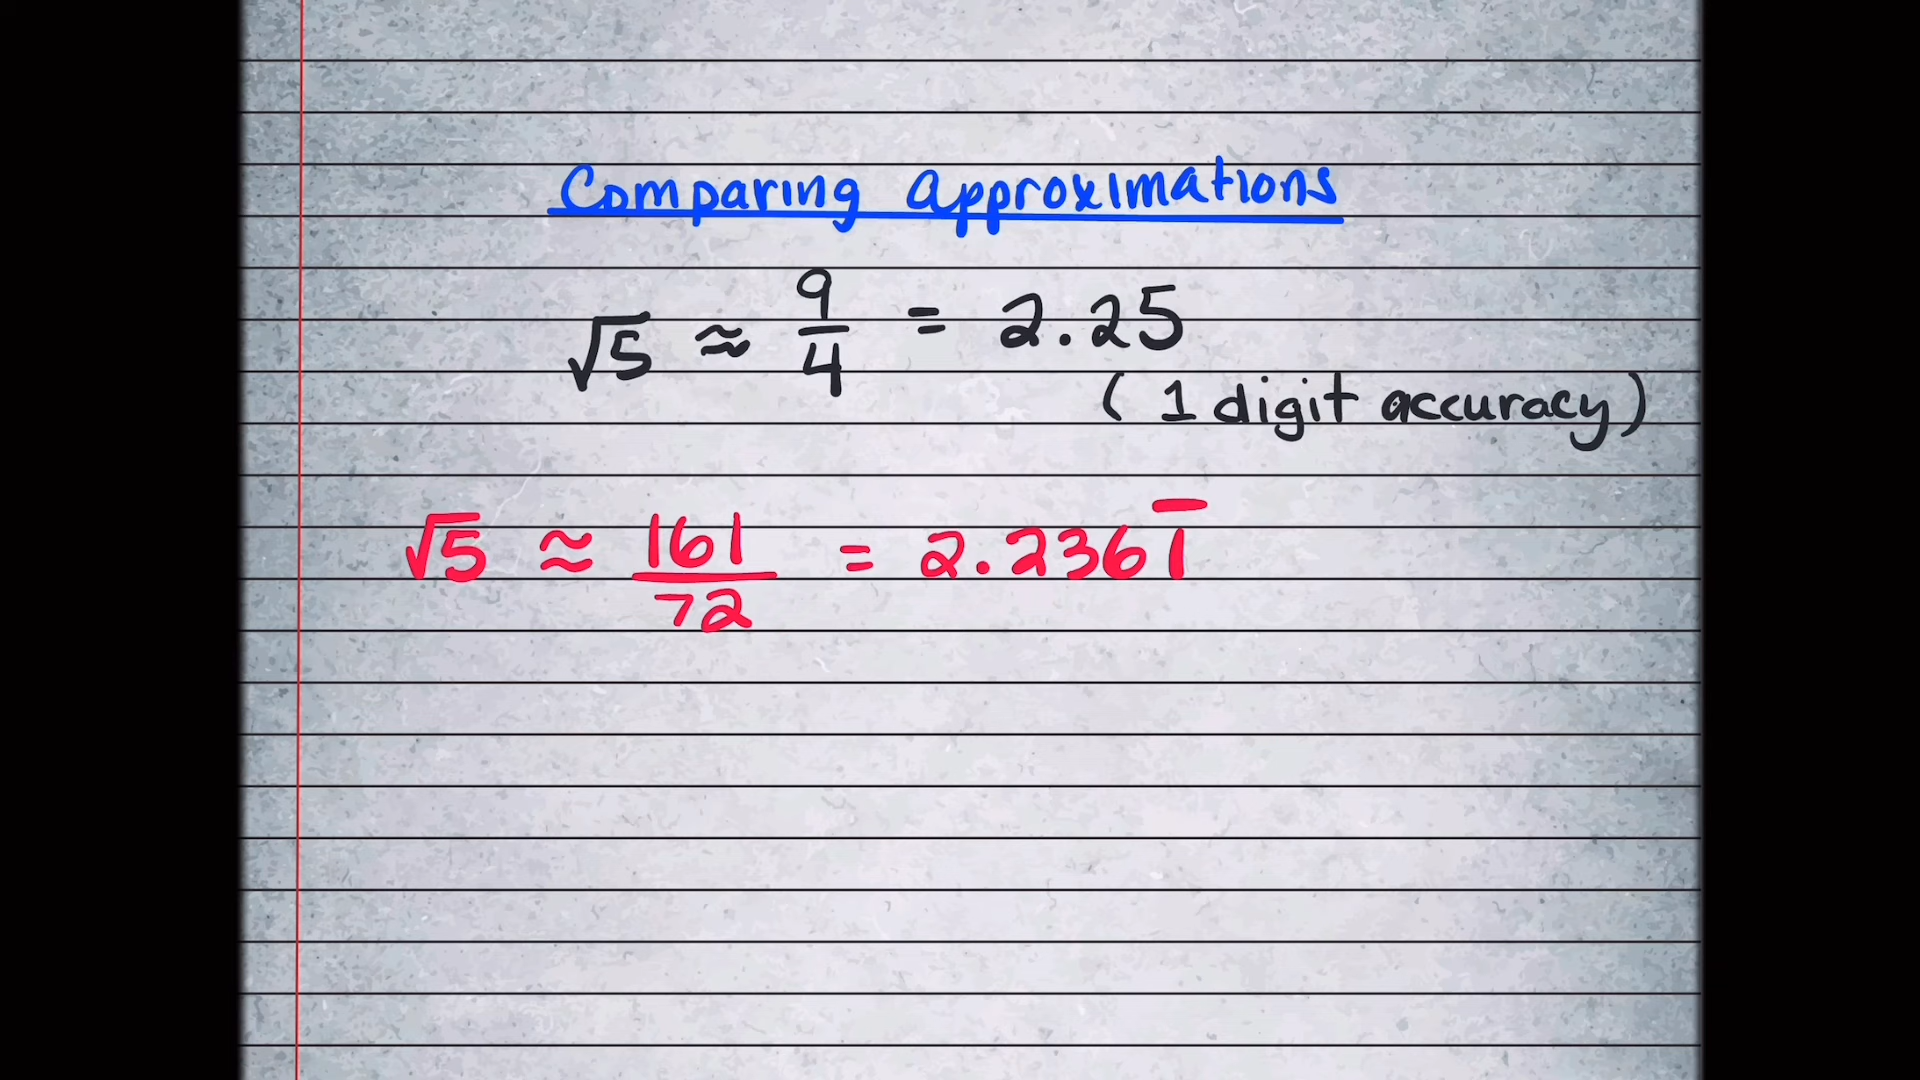 Comparing Approximations
√5 ≈ 9/4 = 2.25
( 1 digit accuracy )
√5 ≈ 161/72 = 2.2361̅